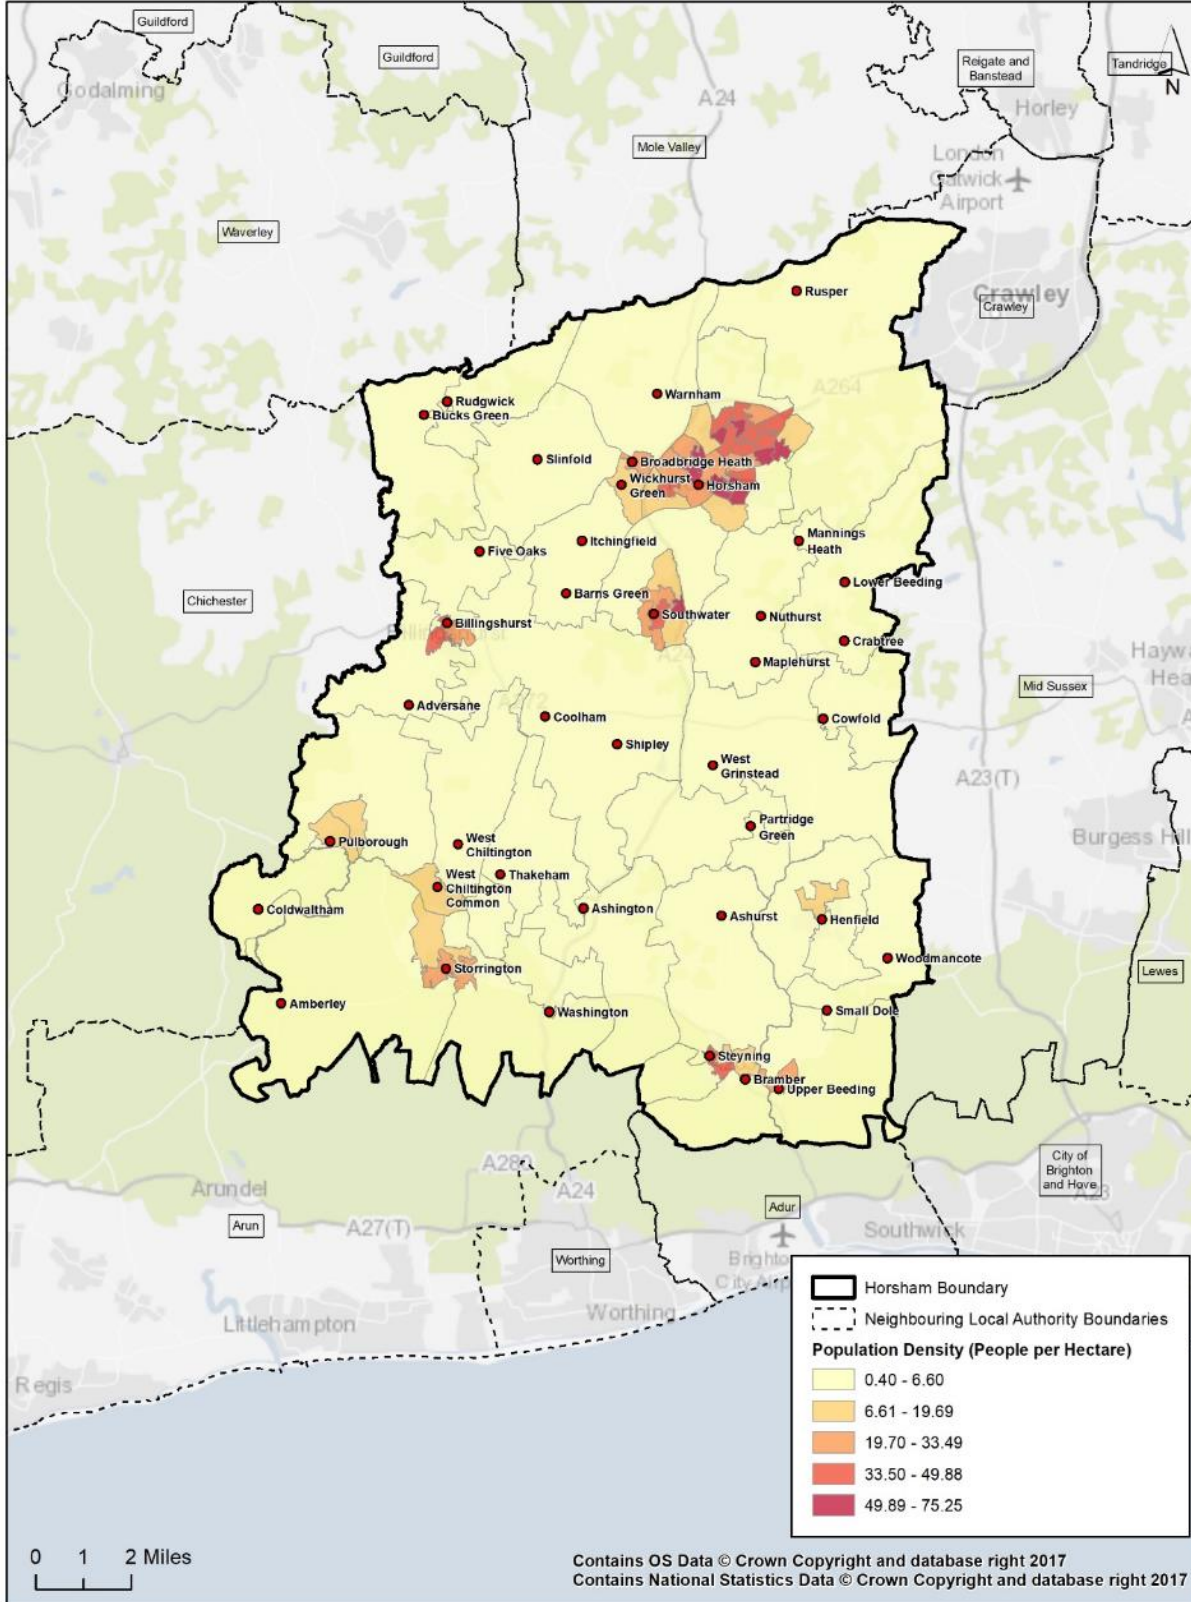 Guildford
Guildford
Reigate and
Banstead
Tandridge
N
Godalming
A24
Horley
Mole Valley
London
Gatwick
Airport
Waverley
Rusper
Crawley
Crawley
A264
Rudgwick
Bucks Green
Warnham
Slinfold
Broadbridge Heath
Wickhurst
Green
Horsham
Five Oaks
Itchingfield
Mannings
Heath
Lower Beeding
Barns Green
Chichester
Southwater
Nuthurst
Billingshurst
Crabtree
Maplehurst
Mid Sussex
Adversane
Coolham
Cowfold
Shipley
West
Grinstead
A23(T)
Partridge
Green
Burgess Hill
Pulborough
West
Chiltington
Thakeham
West
Chiltington
Common
Coldwaltham
Ashington
Ashurst
Henfield
Woodmancote
Storrington
Lewes
Amberley
Washington
Small Dole
Steyning
Bramber
Upper Beeding
A280
Arundel
A24
City of
Brighton
and Hove
A23
Adur
Arun
A27(T)
Southwick
Worthing
Worthing
Littlehampton
Regis
Horsham Boundary
Neighbouring Local Authority Boundaries
Population Density (People per Hectare)
0.40 - 6.60
6.61 - 19.69
19.70 - 33.49
33.50 - 49.88
49.89 - 75.25
0 1 2 Miles
Contains OS Data © Crown Copyright and database right 2017
Contains National Statistics Data © Crown Copyright and database right 2017